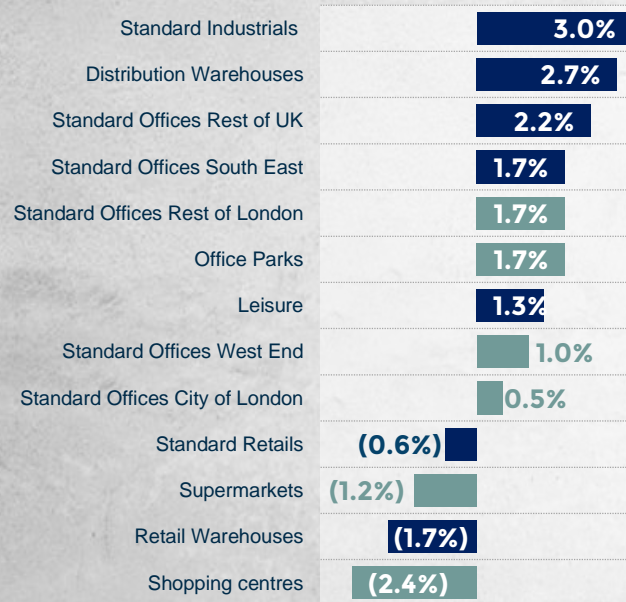 Standard Industrials 3.0%
Distribution Warehouses 2.7%
Standard Offices Rest of UK 2.2%
Standard Offices South East 1.7%
Standard Offices Rest of London 1.7%
Office Parks 1.7%
Leisure 1.3%
Standard Offices West End 1.0%
Standard Offices City of London 0.5%
Standard Retails (0.6%)
Supermarkets (1.2%)
Retail Warehouses (1.7%)
Shopping centres (2.4%)